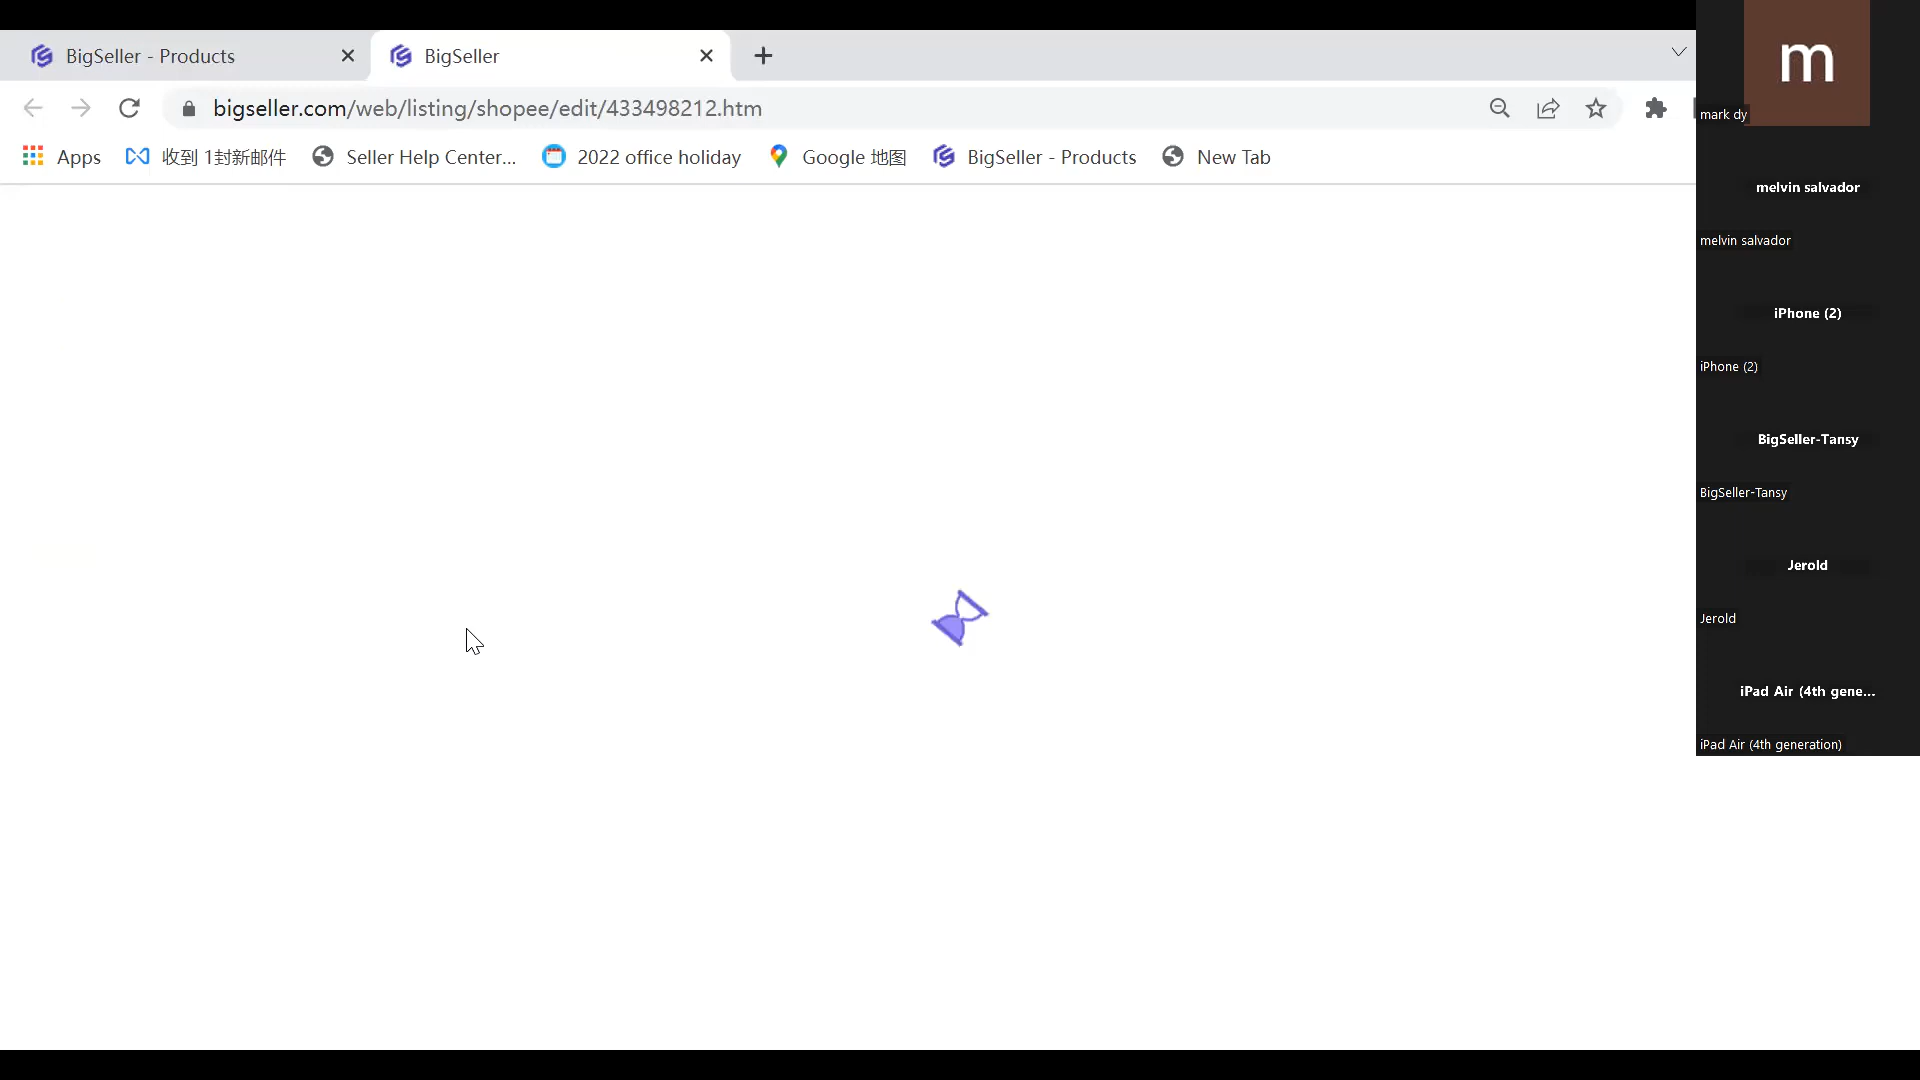 BigSeller - Products
BigSeller
bigseller.com/web/listing/shopee/edit/433498212.htm
Apps
收到 1封新邮件
Seller Help Center...
2022 office holiday
Google 地图
BigSeller - Products
New Tab
m
mark dy
melvin salvador
melvin salvador
iPhone (2)
iPhone (2)
BigSeller-Tansy
BigSeller-Tansy
Jerold
Jerold
iPad Air (4th gene...
iPad Air (4th generation)